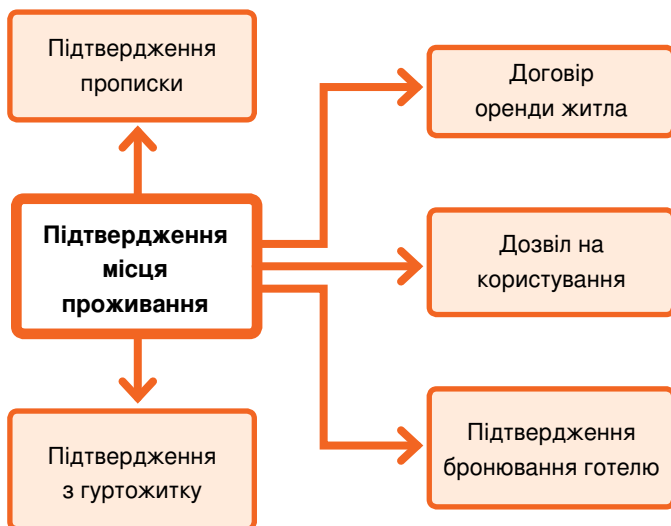 Підтвердження
прописки
Договір
оренди житла
Підтвердження
місця
проживання
Дозвіл на
користування
Підтвердження
з гуртожитку
Підтвердження
бронювання готелю